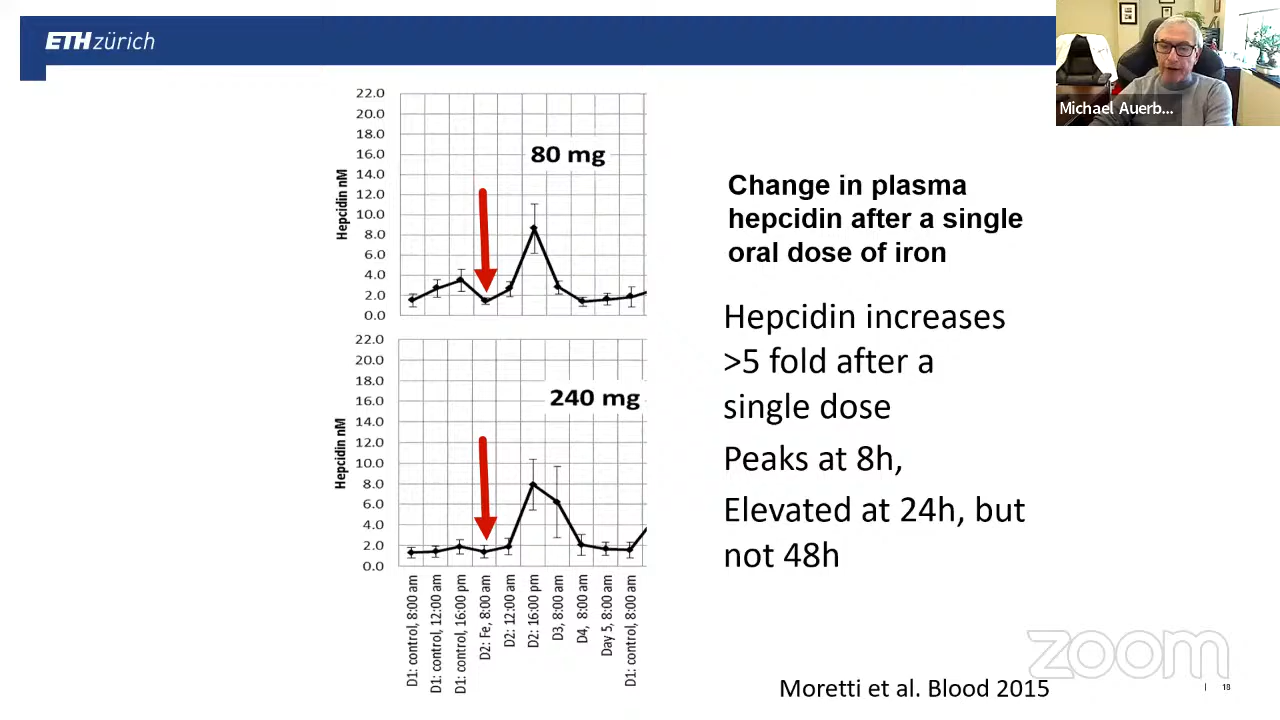 ETH zürich
Michael Auerb...
Hepcidin nM
22.0
20.0
18.0
16.0
14.0
12.0
10.0
8.0
6.0
4.0
2.0
0.0
80 mg
Hepcidin nM
22.0
20.0
18.0
16.0
14.0
12.0
10.0
8.0
6.0
4.0
2.0
0.0
240 mg
D1: control, 8:00 am
D1: control, 12:00 am
D1: control, 16:00 pm
D2: Fe, 8:00 am
D2: 12:00 am
D2: 16:00 pm
D3, 8:00 am
D4, 8:00 am
Day 5, 8:00 am
D1: control, 8:00 am
Change in plasma
hepcidin after a single
oral dose of iron
Hepcidin increases
>5 fold after a
single dose
Peaks at 8h,
Elevated at 24h, but
not 48h
zoom
Moretti et al. Blood 2015
| 18